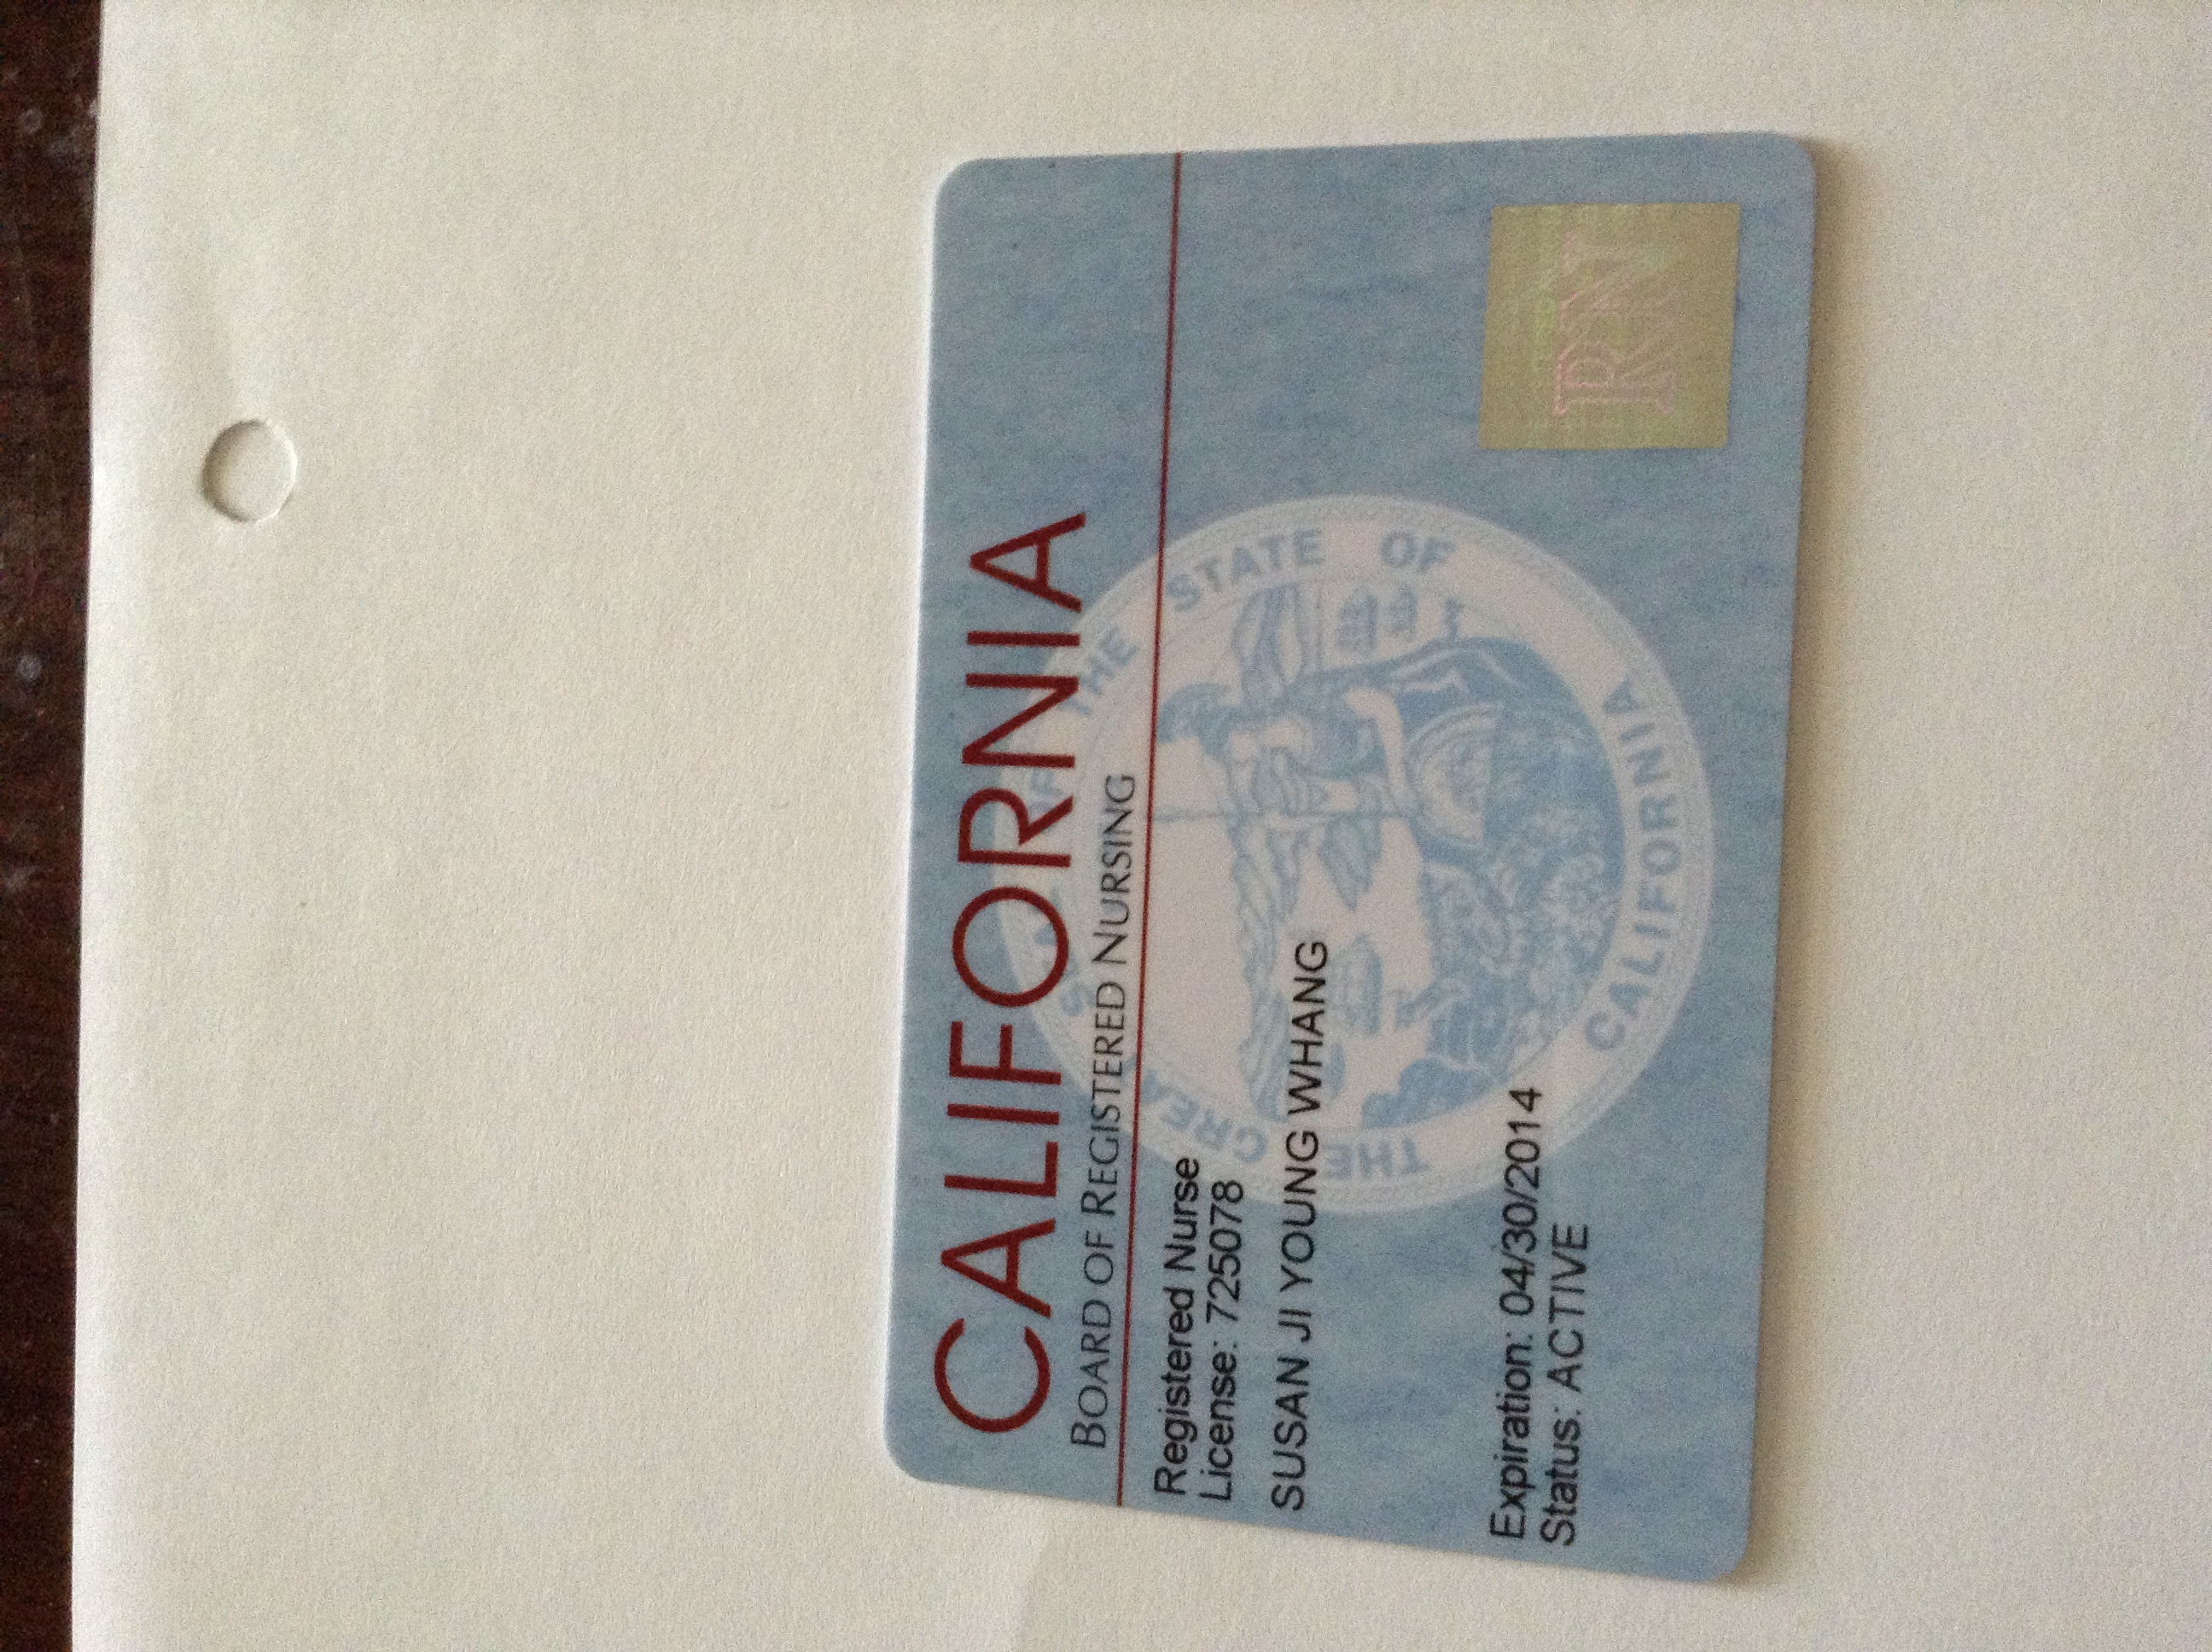 CALIFORNIA
BOARD OF REGISTERED NURSING
Registered Nurse
License: 725078
SUSAN JI YOUNG WHANG
Expiration: 04/30/2014
Status: ACTIVE
THE GREAT SEAL OF THE STATE OF CALIFORNIA
RN